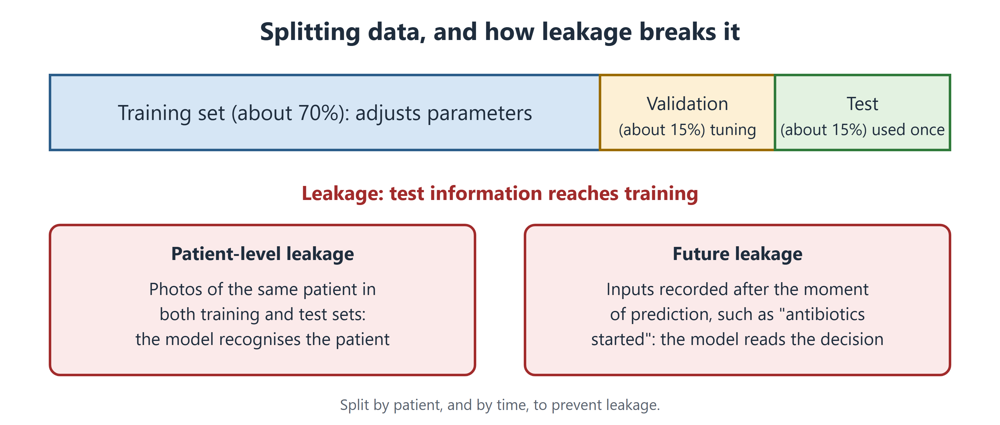 Splitting data, and how leakage breaks it
Training set (about 70%): adjusts parameters
Validation
(about 15%) tuning
Test
(about 15%) used once
Leakage: test information reaches training
Patient-level leakage
Photos of the same patient in
both training and test sets:
the model recognises the patient
Future leakage
Inputs recorded after the moment
of prediction, such as "antibiotics
started": the model reads the decision
Split by patient, and by time, to prevent leakage.